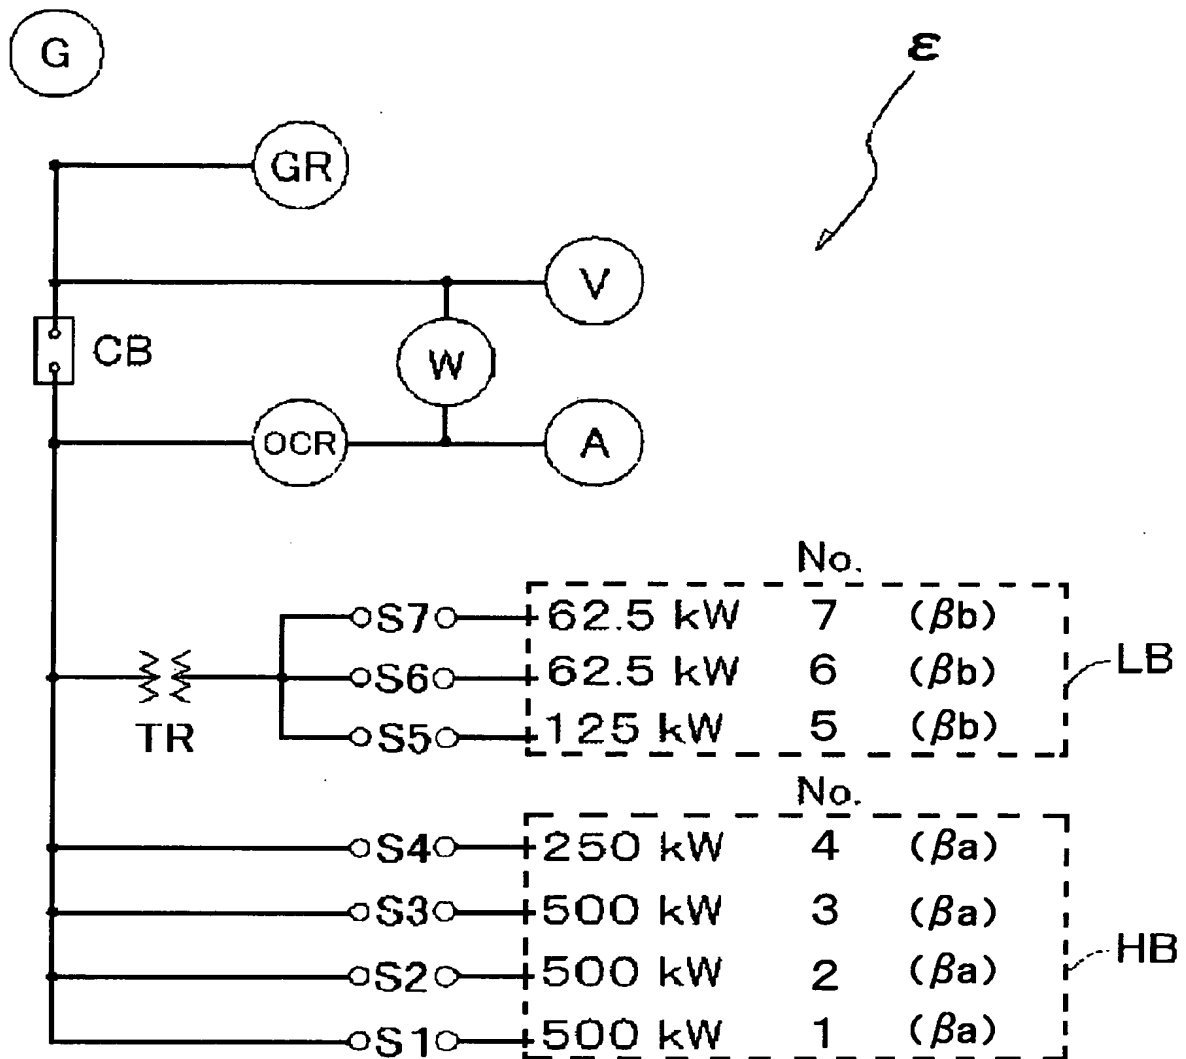 G
ε
GR
V
CB
W
OCR
A
No.
S7 62.5 kW 7 (βb)
S6 62.5 kW 6 (βb)
LB
TR
S5 125 kW 5 (βb)
No.
S4 250 kW 4 (βa)
S3 500 kW 3 (βa)
HB
S2 500 kW 2 (βa)
S1 500 kW 1 (βa)